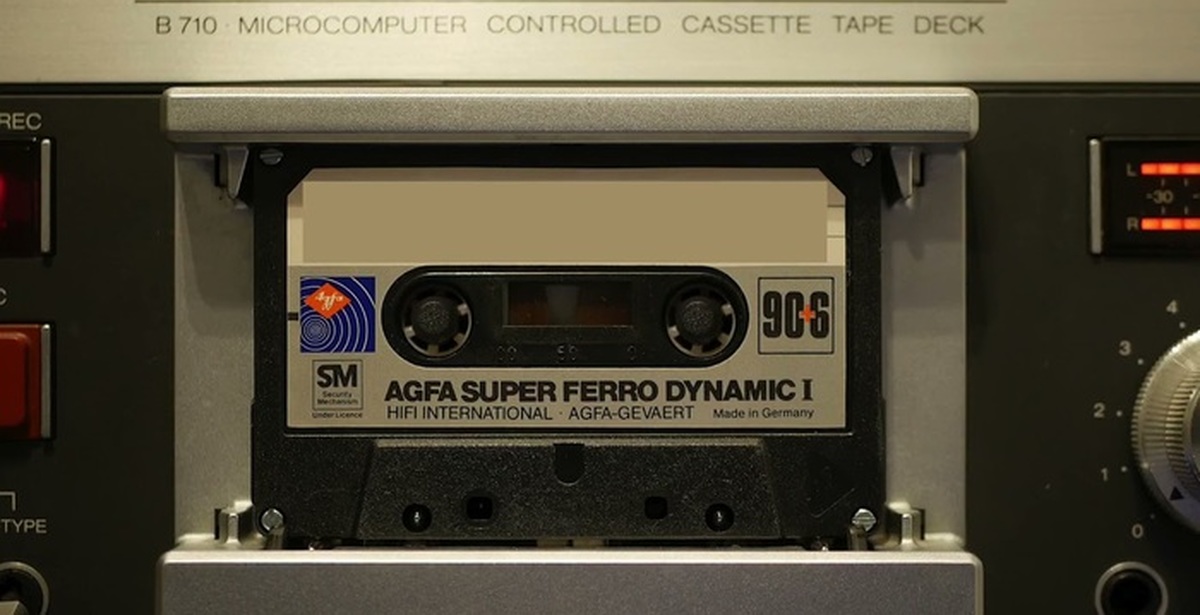 B 710 · MICROCOMPUTER CONTROLLED CASSETTE TAPE DECK
REC
L
-30
R
Agfa
90+6
SM
Security
Mechanism
Under Licence
AGFA SUPER FERRO DYNAMIC I
HIFI INTERNATIONAL · AGFA-GEVAERT Made in Germany
TYPE
4
3
2
1
0